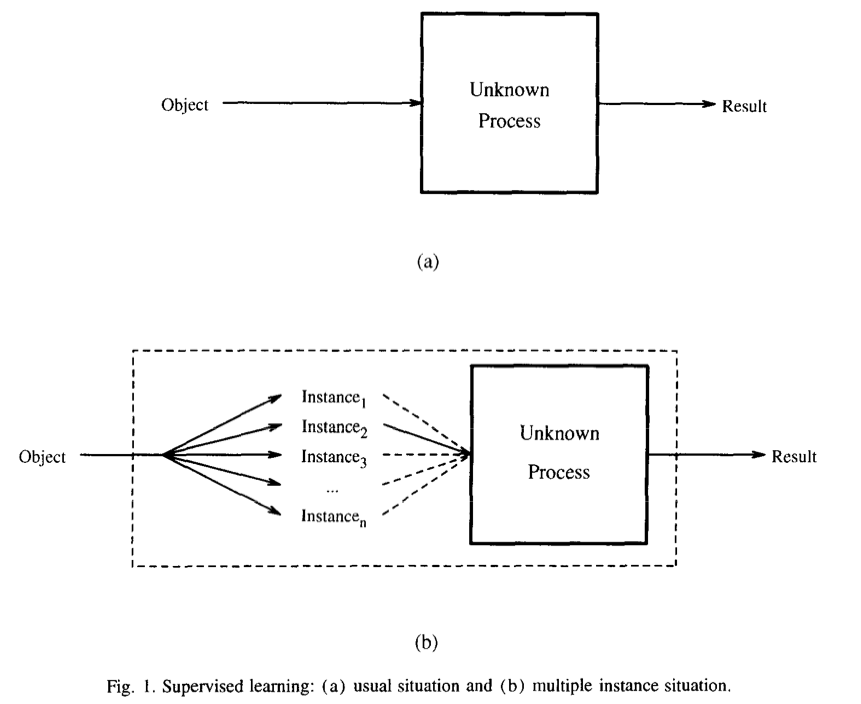 Object
Unknown
Process
Result
(a)
Object
Instance1
Instance2
Instance3
...
Instancen
Unknown
Process
Result
(b)
Fig. 1. Supervised learning: (a) usual situation and (b) multiple instance situation.